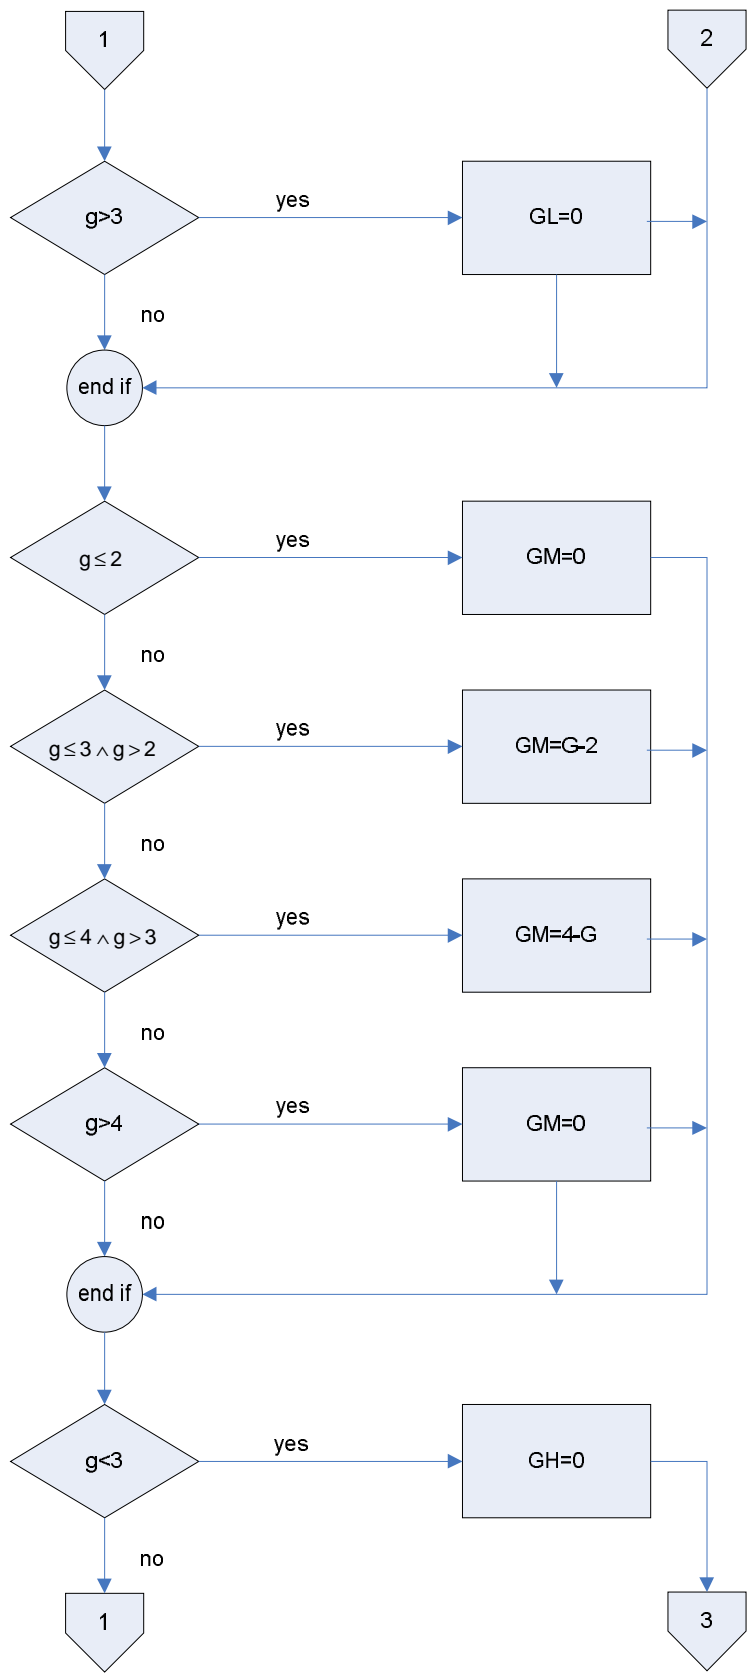 1
2
g>3
yes
GL=0
no
end if
g≤2
yes
GM=0
no
g≤3∧g>2
yes
GM=G-2
no
g≤4∧g>3
yes
GM=4-G
no
g>4
yes
GM=0
no
end if
g<3
yes
GH=0
no
1
3